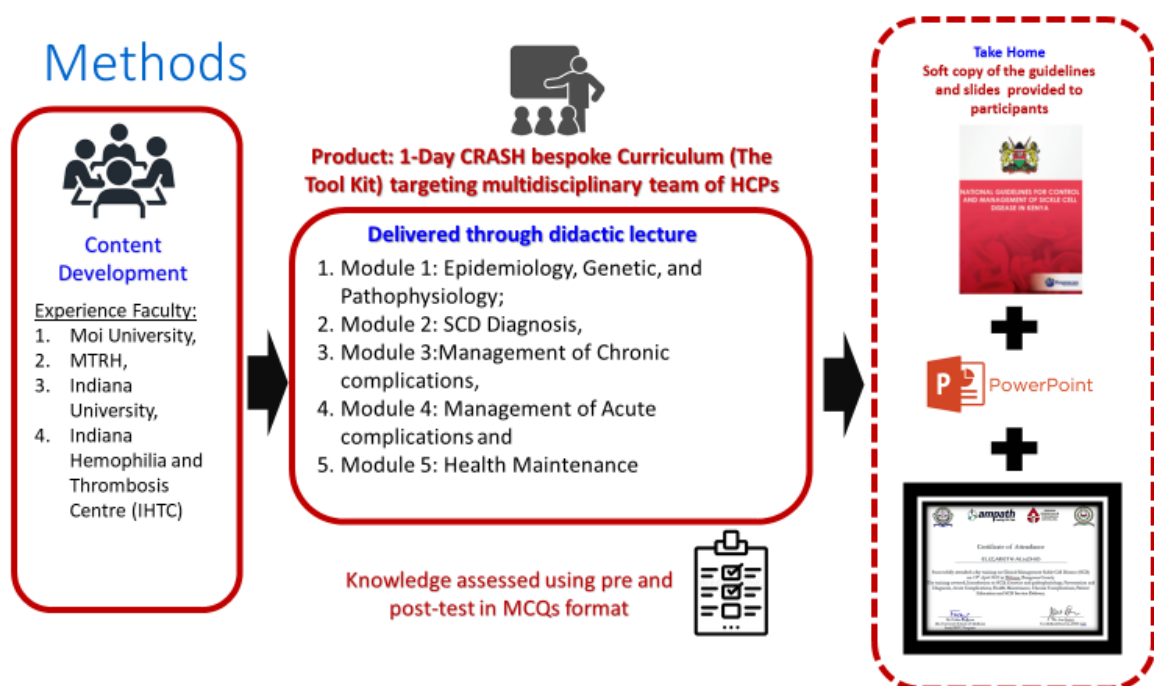 Methods
Content
Development
Experience Faculty:
1. Moi University,
2. MTRH,
3. Indiana
University,
4. Indiana
Hemophilia and
Thrombosis
Centre (IHTC)
Product: 1-Day CRASH bespoke Curriculum (The
Tool Kit) targeting multidisciplinary team of HCPs
Delivered through didactic lecture
1. Module 1: Epidemiology, Genetic, and
Pathophysiology;
2. Module 2: SCD Diagnosis,
3. Module 3:Management of Chronic
complications,
4. Module 4: Management of Acute
complications and
5. Module 5: Health Maintenance
Knowledge assessed using pre and
post-test in MCQs format
Take Home
Soft copy of the guidelines
and slides provided to
participants
NATIONAL GUIDELINES FOR CONTROL
AND MANAGEMENT OF SICKLE CELL
DISEASE IN KENYA
P
PowerPoint
ampath
Certificate of Attendance